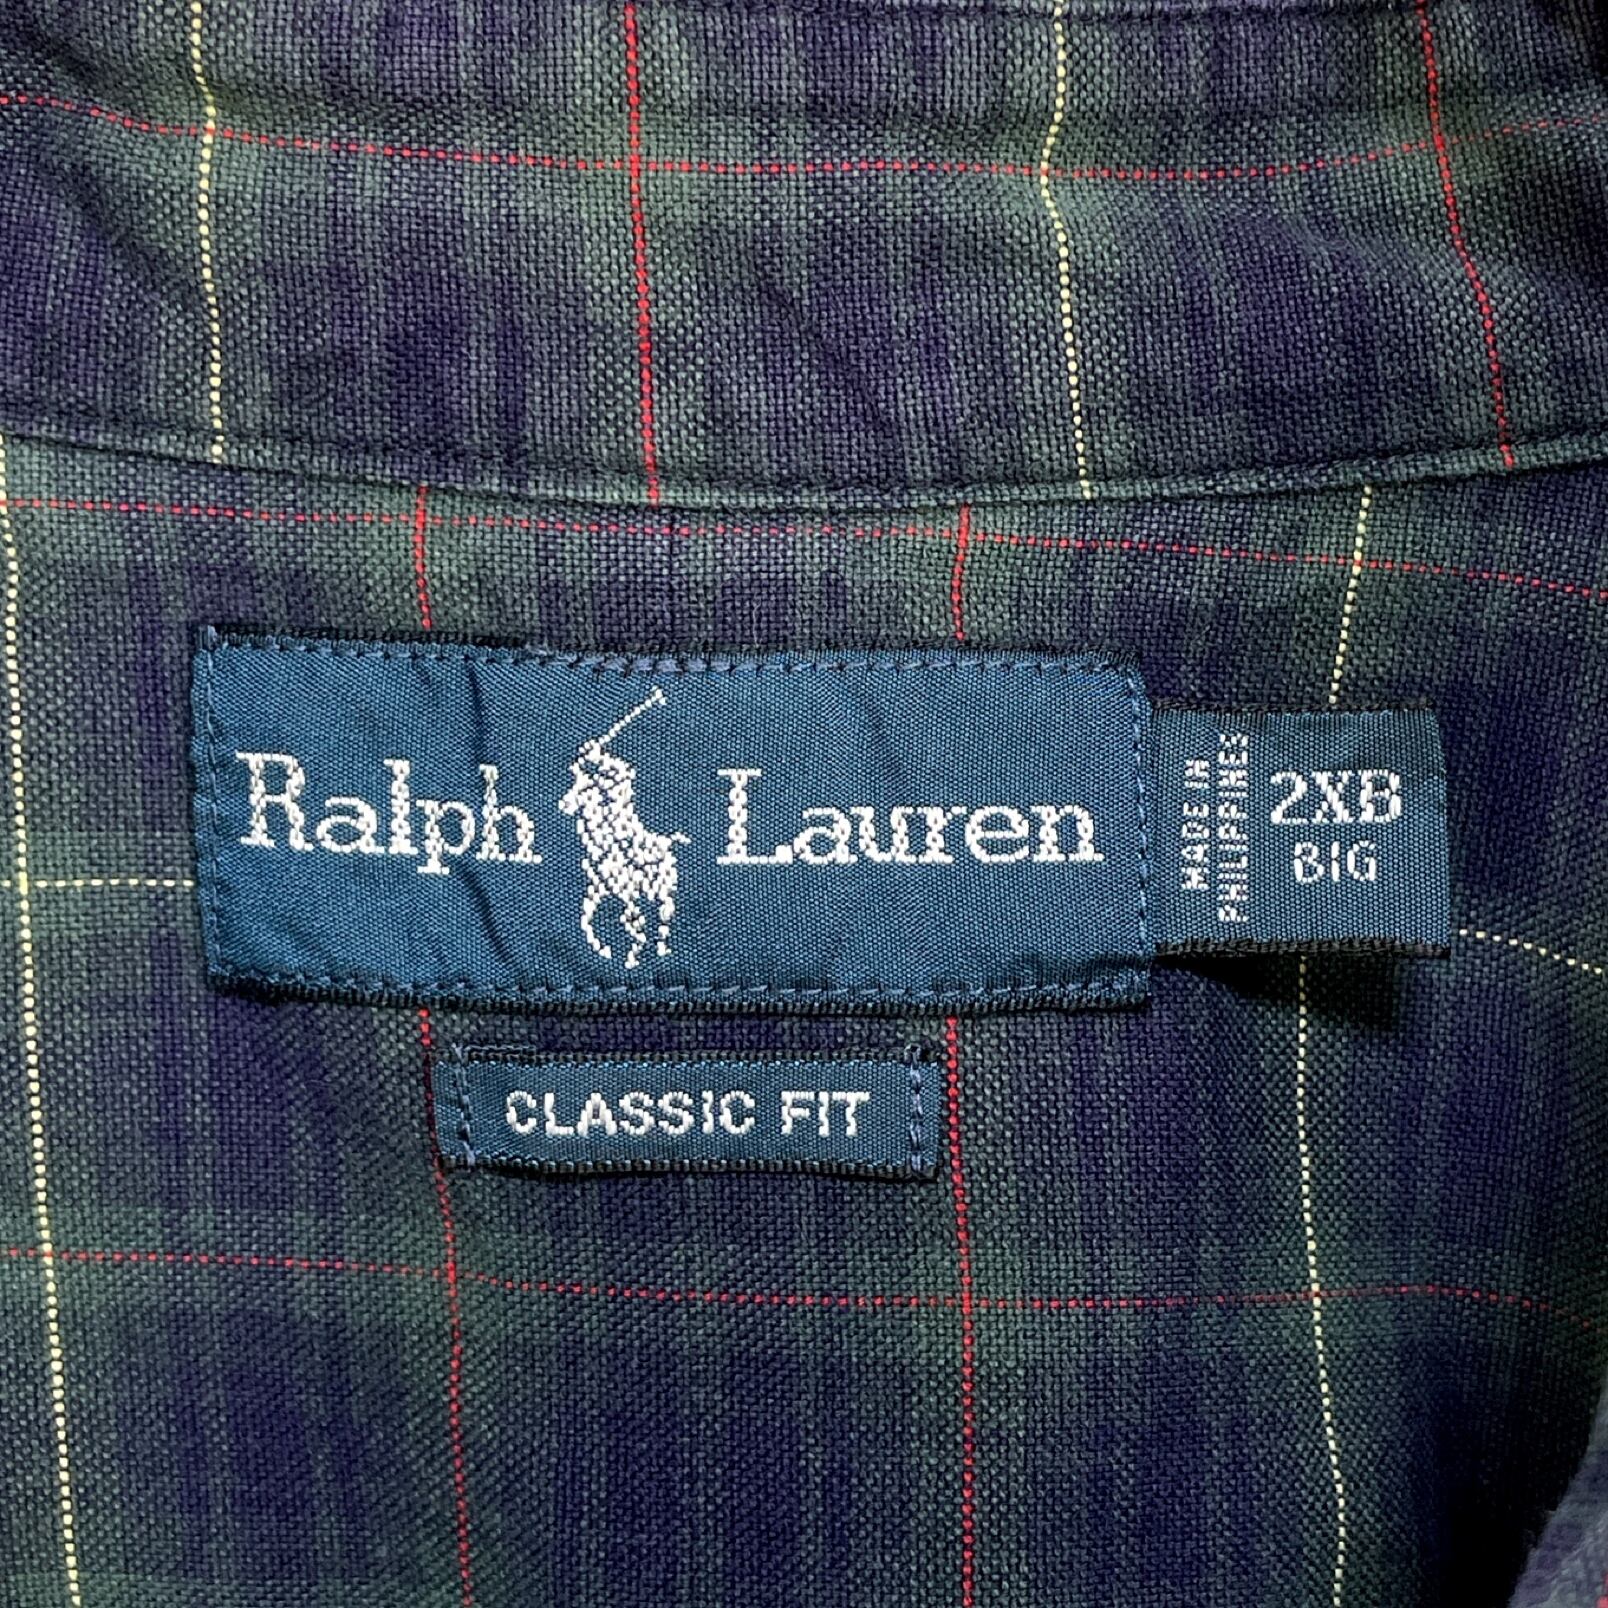 Ralph Lauren
MADE IN
PHILIPPINES
2XB
BIG
CLASSIC FIT